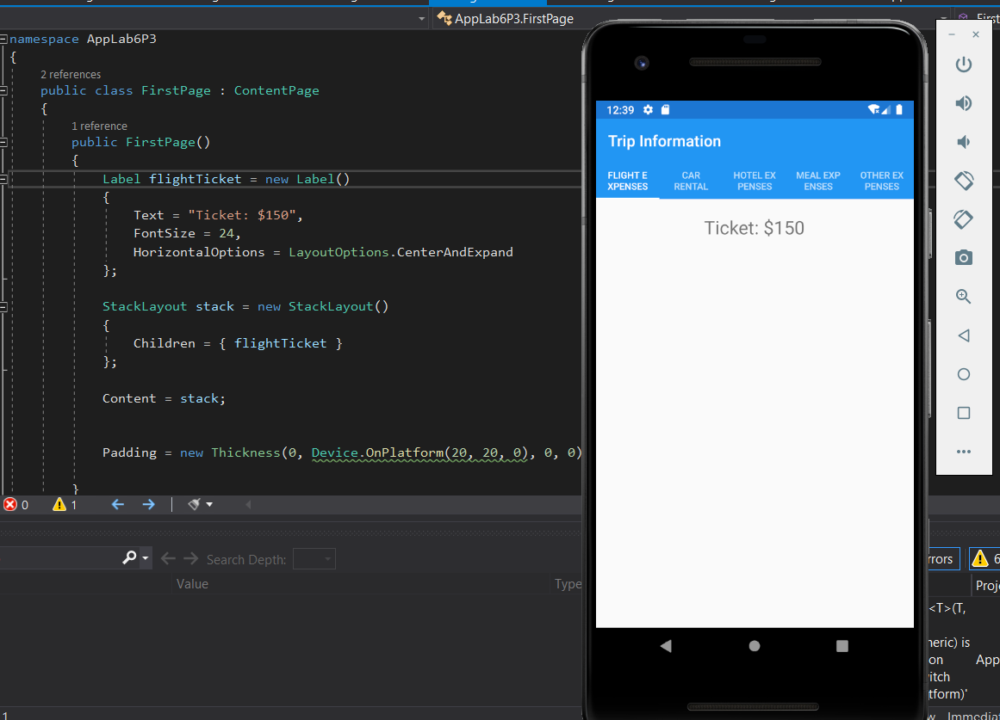 AppLab6P3.FirstPage
First
namespace AppLab6P3
{
2 references
public class FirstPage : ContentPage
{
1 reference
public FirstPage()
{
Label flightTicket = new Label()
{
Text = "Ticket: $150",
FontSize = 24,
HorizontalOptions = LayoutOptions.CenterAndExpand
};
StackLayout stack = new StackLayout()
{
Children = { flightTicket }
};
Content = stack;
Padding = new Thickness(0, Device.OnPlatform(20, 20, 0), 0, 0)
}
0 1
Search Depth:
Value Type
12:39
Trip Information
FLIGHT E
XPENSES
CAR
RENTAL
HOTEL EX
PENSES
MEAL EXP
ENSES
OTHER EX
PENSES
Ticket: $150
rrors 6
Proje
<T>(T,
neric) is
on App
itch
tform)'
w Immediat
1